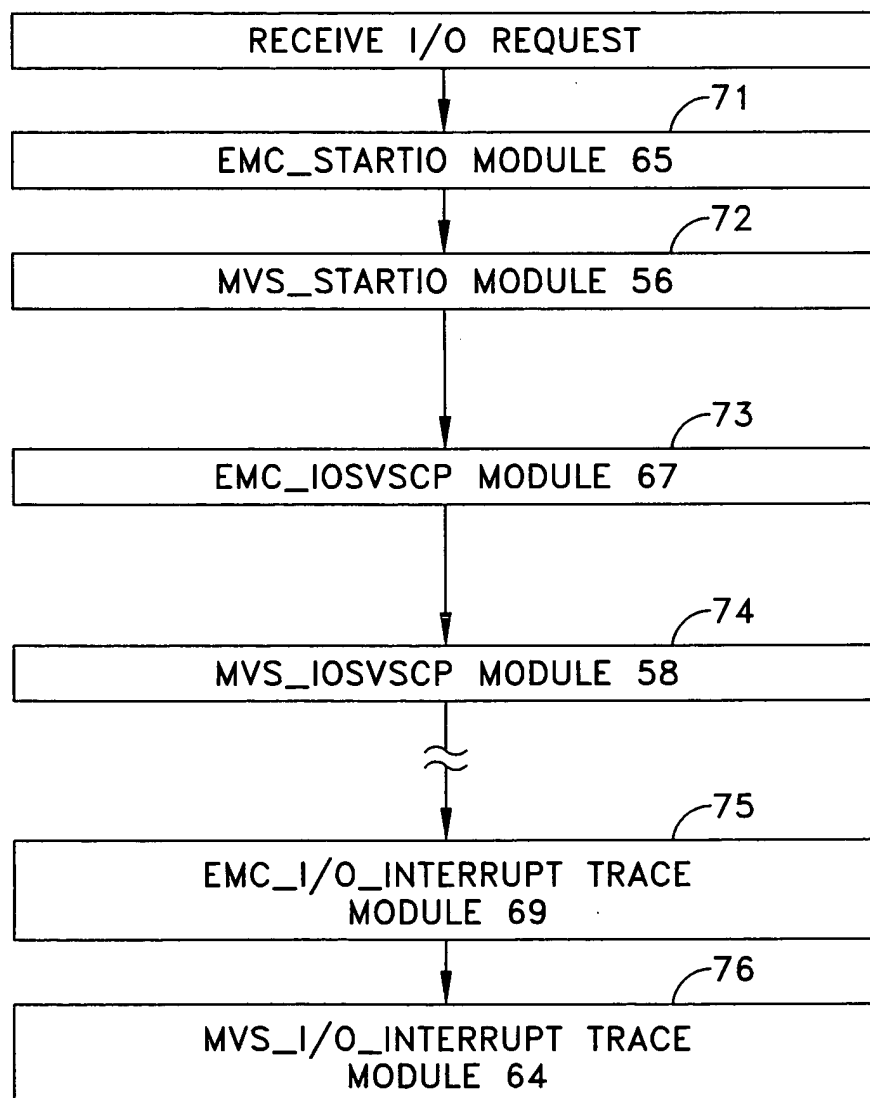 RECEIVE I/O REQUEST
71
EMC_STARTIO MODULE 65
72
MVS_STARTIO MODULE 56
73
EMC_IOSVSCP MODULE 67
74
MVS_IOSVSCP MODULE 58
75
EMC_I/O_INTERRUPT TRACE
MODULE 69
76
MVS_I/O_INTERRUPT TRACE
MODULE 64